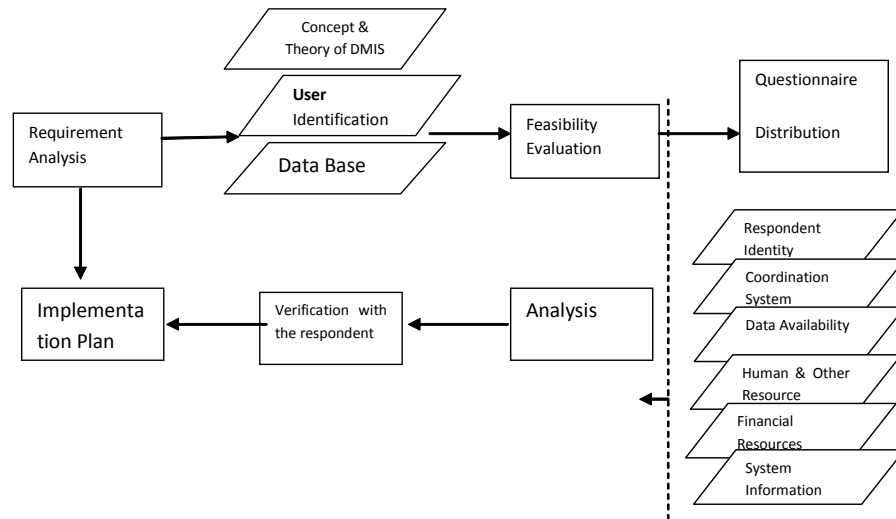 Concept &
Theory of DMIS
User
Identification
Data Base
Requirement
Analysis
Feasibility
Evaluation
Questionnaire
Distribution
Respondent
Identity
Coordination
System
Data Availability
Human & Other
Resource
Financial
Resources
System
Information
Implementa
tion Plan
Verification with
the respondent
Analysis